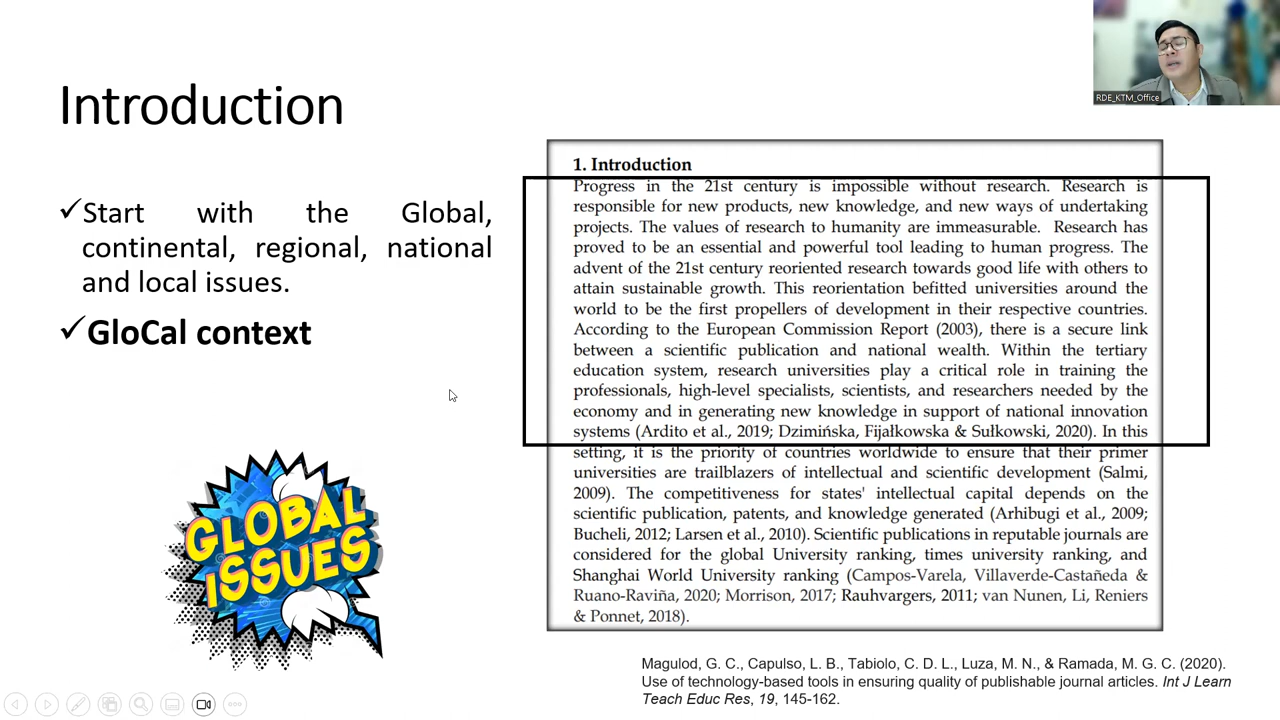 RDE_KTM_Office
Introduction
✓Start with the Global,
continental, regional, national
and local issues.
✓GloCal context
GLOBAL
ISSUES
1. Introduction
Progress in the 21st century is impossible without research. Research is
responsible for new products, new knowledge, and new ways of undertaking
projects. The values of research to humanity are immeasurable. Research has
proved to be an essential and powerful tool leading to human progress. The
advent of the 21st century reoriented research towards good life with others to
attain sustainable growth. This reorientation befitted universities around the
world to be the first propellers of development in their respective countries.
According to the European Commission Report (2003), there is a secure link
between a scientific publication and national wealth. Within the tertiary
education system, research universities play a critical role in training the
professionals, high-level specialists, scientists, and researchers needed by the
economy and in generating new knowledge in support of national innovation
systems (Ardito et al., 2019; Dzimińska, Fijałkowska & Sułkowski, 2020). In this
setting, it is the priority of countries worldwide to ensure that their primer
universities are trailblazers of intellectual and scientific development (Salmi,
2009). The competitiveness for states' intellectual capital depends on the
scientific publication, patents, and knowledge generated (Arhibugi et al., 2009;
Bucheli, 2012; Larsen et al., 2010). Scientific publications in reputable journals are
considered for the global University ranking, times university ranking, and
Shanghai World University ranking (Campos-Varela, Villaverde-Castañeda &
Ruano-Raviña, 2020; Morrison, 2017; Rauhvargers, 2011; van Nunen, Li, Reniers
& Ponnet, 2018).
Magulod, G. C., Capulso, L. B., Tabiolo, C. D. L., Luza, M. N., & Ramada, M. G. C. (2020).
Use of technology-based tools in ensuring quality of publishable journal articles. Int J Learn
Teach Educ Res, 19, 145-162.